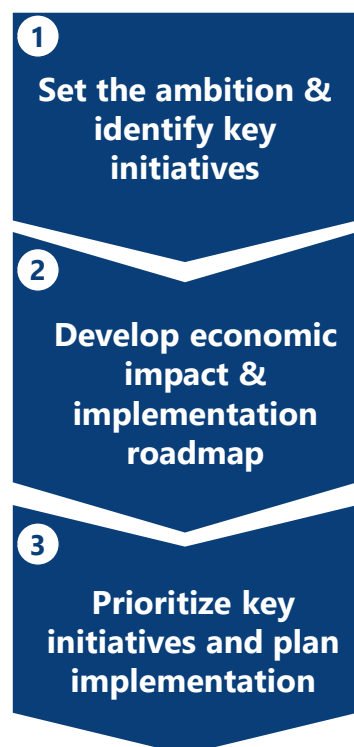 1
Set the ambition &
identify key
initiatives
2
Develop economic
impact &
implementation
roadmap
3
Prioritize key
initiatives and plan
implementation